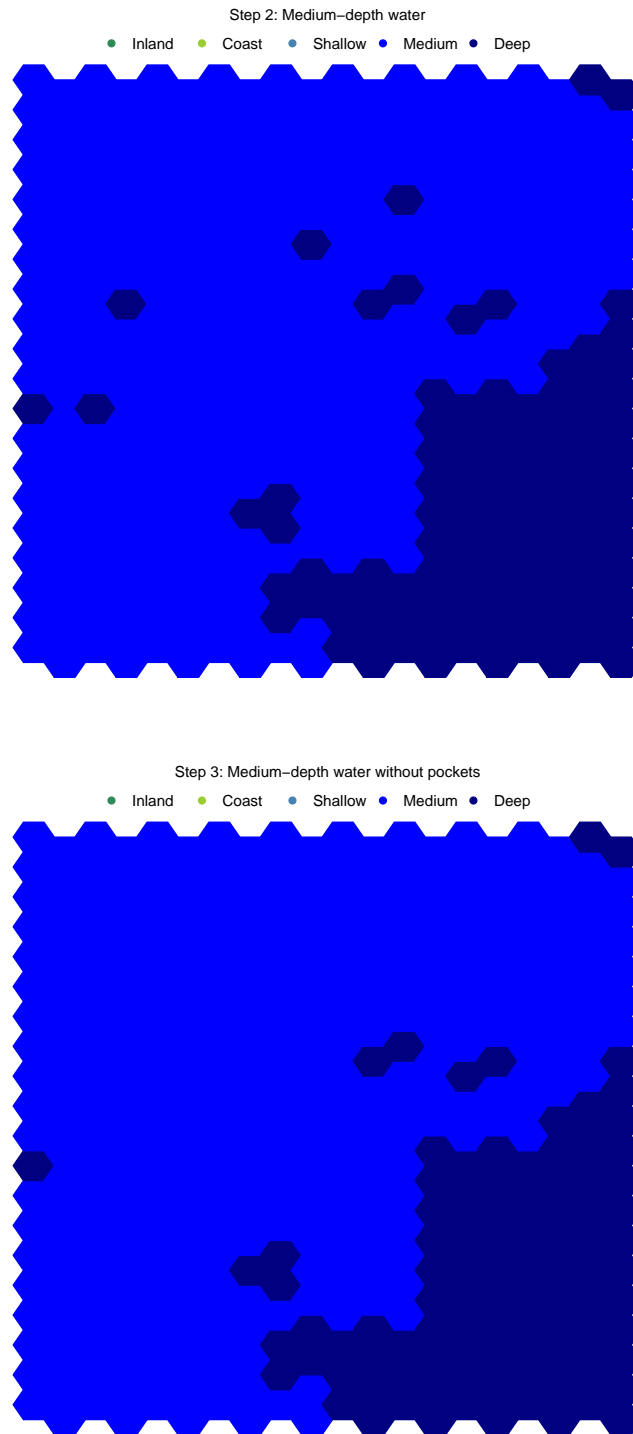 Step 2: Medium−depth water
Inland Coast Shallow Medium Deep
Step 3: Medium−depth water without pockets
Inland Coast Shallow Medium Deep